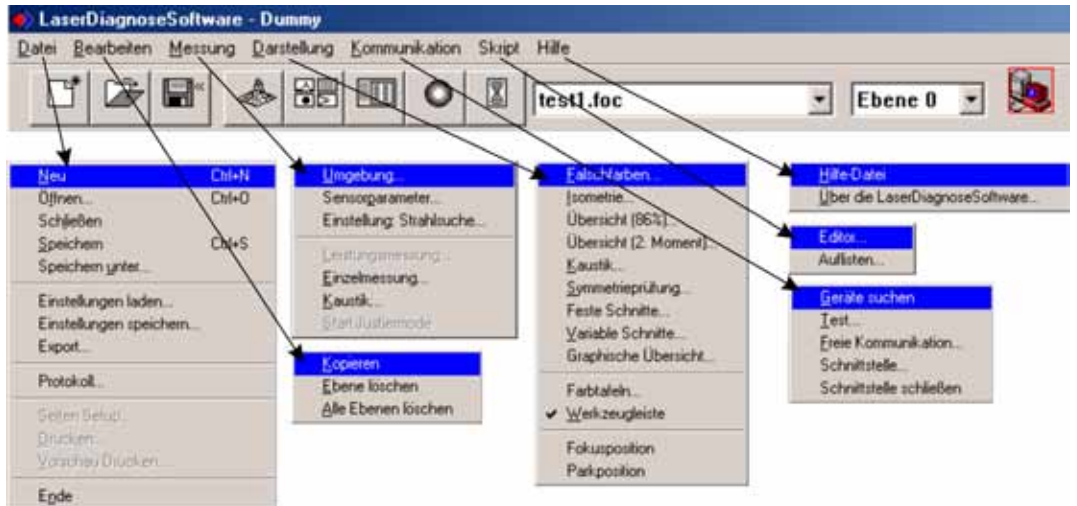 LaserDiagnoseSoftware - Dummy
Datei Bearbeiten Messung Darstellung Kommunikation Skript Hilfe
test1.foc Ebene 0
Neu Ctrl+N
Öffnen... Ctrl+O
Schließen
Speichern Ctrl+S
Speichern unter...
Einstellungen laden...
Einstellungen speichern...
Export...
Protokoll...
Seiten Setup...
Drucken...
Vorschau Drucken...
Ende
Umgebung...
Sensorparameter...
Einstellung: Strahlsuche...
Leistungsmessung...
Einzelmessung...
Kaustik...
Start Justiermode
Kopieren
Ebene löschen
Alle Ebenen löschen
Falschfarben...
Isometrie...
Übersicht (86%)...
Übersicht (2. Moment)...
Kaustik...
Symmetrieprüfung...
Feste Schnitte...
Variable Schnitte...
Graphische Übersicht...
Farbtafeln...
Werkzeugleiste
Fokusposition
Parkposition
Hilfe-Datei
Über die LaserDiagnoseSoftware...
Editor...
Auflisten...
Geräte suchen
Test...
Freie Kommunikation...
Schnittstelle...
Schnittstelle schließen